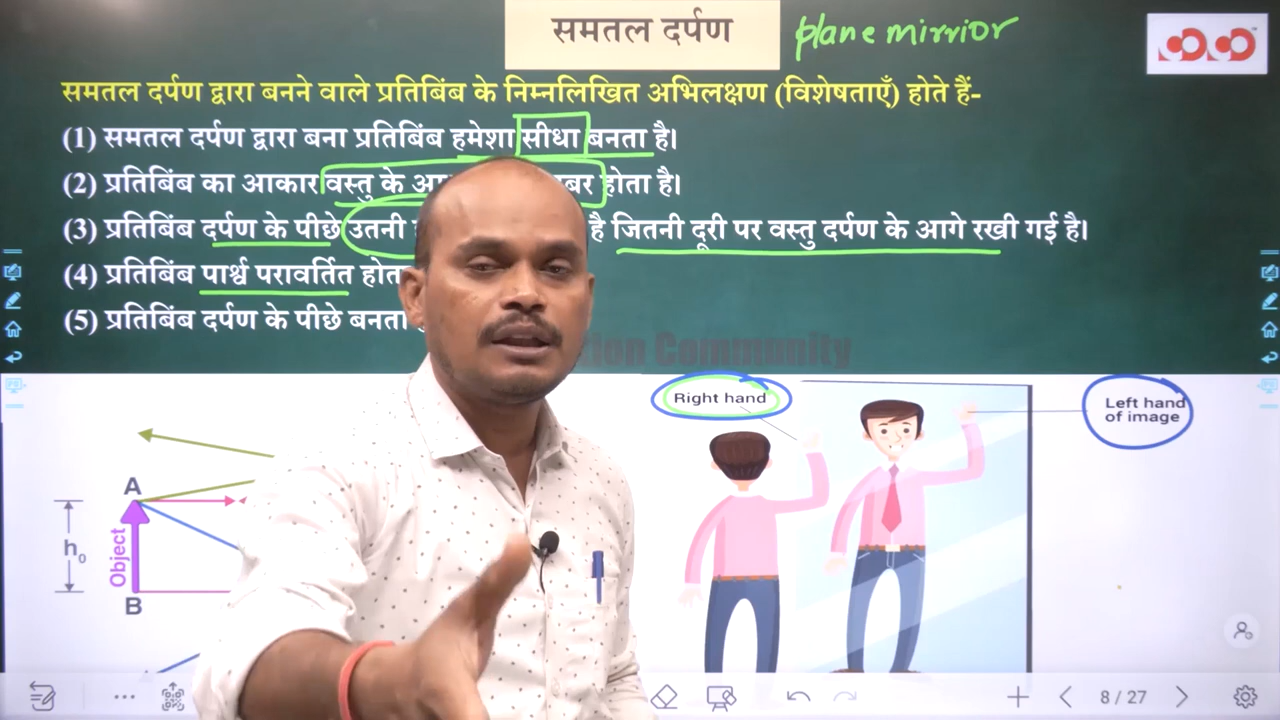 समतल दर्पण plane mirrior
समतल दर्पण द्वारा बनने वाले प्रतिबिंब के निम्नलिखित अभिलक्षण (विशेषताएँ) होते हैं-
(1) समतल दर्पण द्वारा बना प्रतिबिंब हमेशा सीधा बनता है।
(2) प्रतिबिंब का आकार वस्तु के होता है।
(3) प्रतिबिंब दर्पण के पीछे उतनी है जितनी दूरी पर वस्तु दर्पण के आगे रखी गई है।
(4) प्रतिबिंब पार्श्व परावर्तित
(5) प्रतिबिंब दर्पण के पीछे बनता
Community
Right hand
Left hand
of image
A
h₀
Object
B
8 / 27